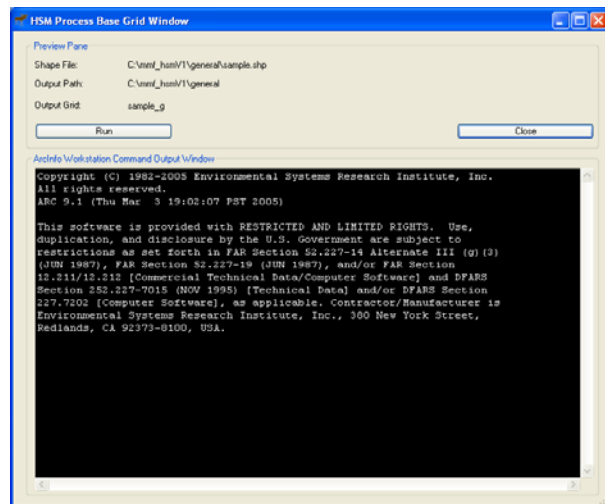 HSM Process Base Grid Window
Preview Pane
Shape File: C:\mmf_hsmV1\general\sample.shp
Output Path: C:\mmf_hsmV1\general
Output Grid: sample_g
Run Close
ArcInfo Workstation Command Output Window
Copyright (C) 1982-2005 Environmental Systems Research Institute, Inc.
All rights reserved.
ARC 9.1 (Thu Mar  3 19:02:07 PST 2005)
This software is provided with RESTRICTED AND LIMITED RIGHTS.  Use,
duplication, and disclosure by the U.S. Government are subject to
restrictions as set forth in FAR Section 52.227-14 Alternate III (g)(3)
(JUN 1987), FAR Section 52.227-19 (JUN 1987), and/or FAR Section
12.211/12.212 [Commercial Technical Data/Computer Software] and DFARS
Section 252.227-7015 (NOV 1995) [Technical Data] and/or DFARS Section
227.7202 [Computer Software], as applicable. Contractor/Manufacturer is
Environmental Systems Research Institute, Inc., 380 New York Street,
Redlands, CA 92373-8100, USA.